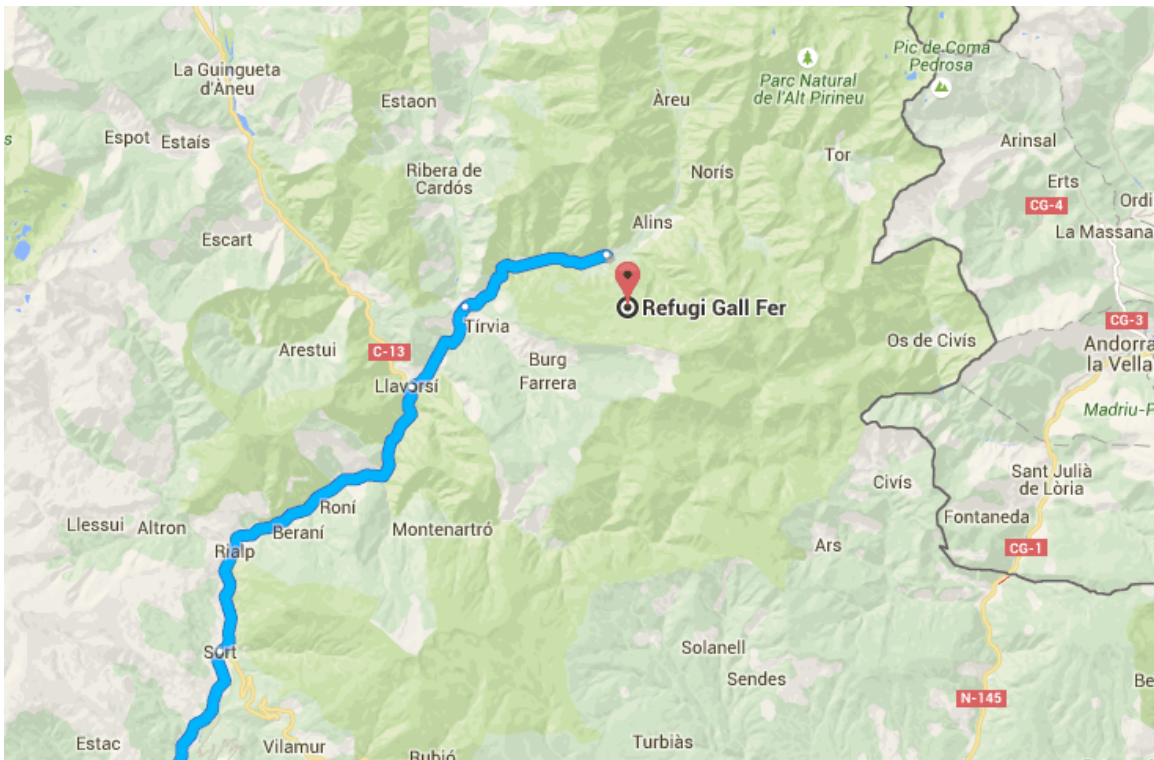 La Guingueta
d'Àneu
Pic de Coma
Pedrosa
Parc Natural
de l'Alt Pirineu
Estaon
Àreu
Espot
Estaís
s
Arinsal
Tor
Ribera de
Cardós
Norís
Erts
CG-4
Ordi
La Massana
Alins
Escart
Refugi Gall Fer
CG-3
Tírvia
Os de Civís
Andorra
la Vella
Arestui
C-13
Burg
Farrera
Llavorsí
Madriu-P
Sant Julià
de Lòria
Civís
Roní
Llessui
Altron
Beraní
Montenartró
Fontaneda
Rialp
Ars
CG-1
Sort
Solanell
Sendes
Be
N-145
Estac
Vilamur
Turbiàs
Rubió